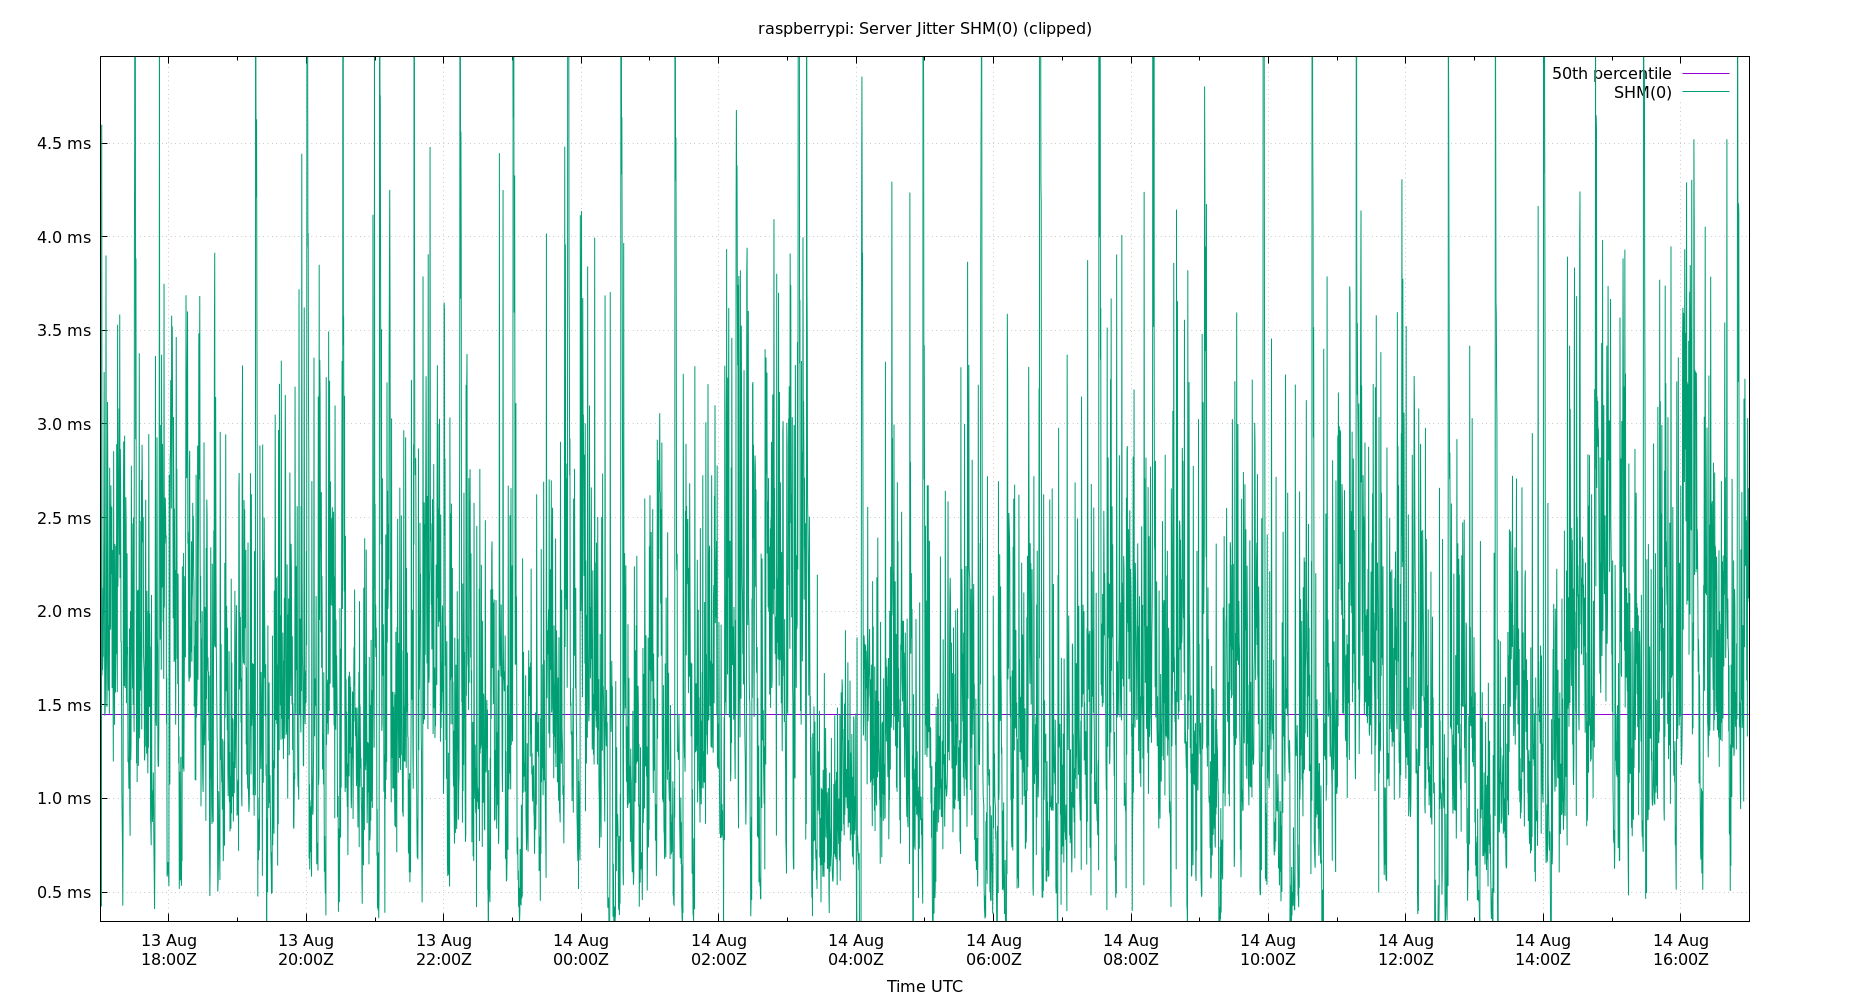 raspberrypi: Server Jitter SHM(0) (clipped)
50th percentile
SHM(0)
4.5 ms
4.0 ms
3.5 ms
3.0 ms
2.5 ms
2.0 ms
1.5 ms
1.0 ms
0.5 ms
13 Aug 13 Aug 13 Aug 14 Aug 14 Aug 14 Aug 14 Aug 14 Aug 14 Aug 14 Aug 14 Aug 14 Aug
18:00Z 20:00Z 22:00Z 00:00Z 02:00Z 04:00Z 06:00Z 08:00Z 10:00Z 12:00Z 14:00Z 16:00Z
Time UTC